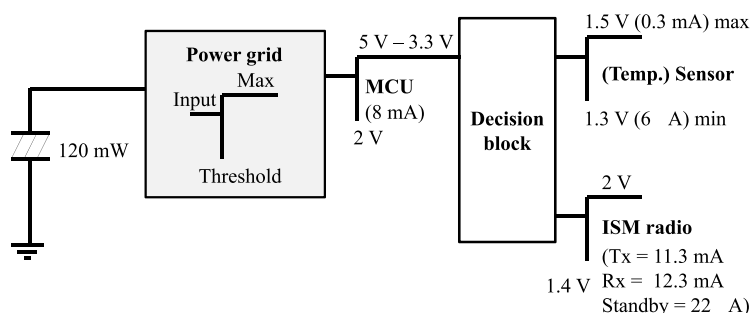 Power grid
Max
Input
Threshold
120 mW
5 V – 3.3 V
MCU
(8 mA)
2 V
Decision
block
1.5 V (0.3 mA) max
(Temp.) Sensor
1.3 V (6 A) min
2 V
ISM radio
(Tx = 11.3 mA
Rx = 12.3 mA
Standby = 22 A)
1.4 V